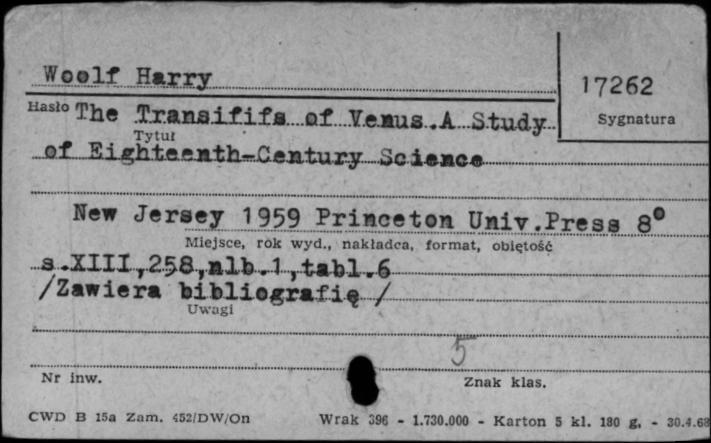 Woolf Harry
17262
Hasło The Transififs of Venus.A Study
Sygnatura
Tytuł
of Eighteenth-Century Science
New Jersey 1959 Princeton Univ.Press 8°
Miejsce, rok wyd., nakładca, format, objętość
s.XIII,258,nlb.1,tabl.6
/Zawiera bibliografię /
Uwagi
5
Nr inw.
Znak klas.
CWD B 15a Zam. 452/DW/On Wrak 396 - 1.730.000 - Karton 5 kl. 180 g. - 30.4.68